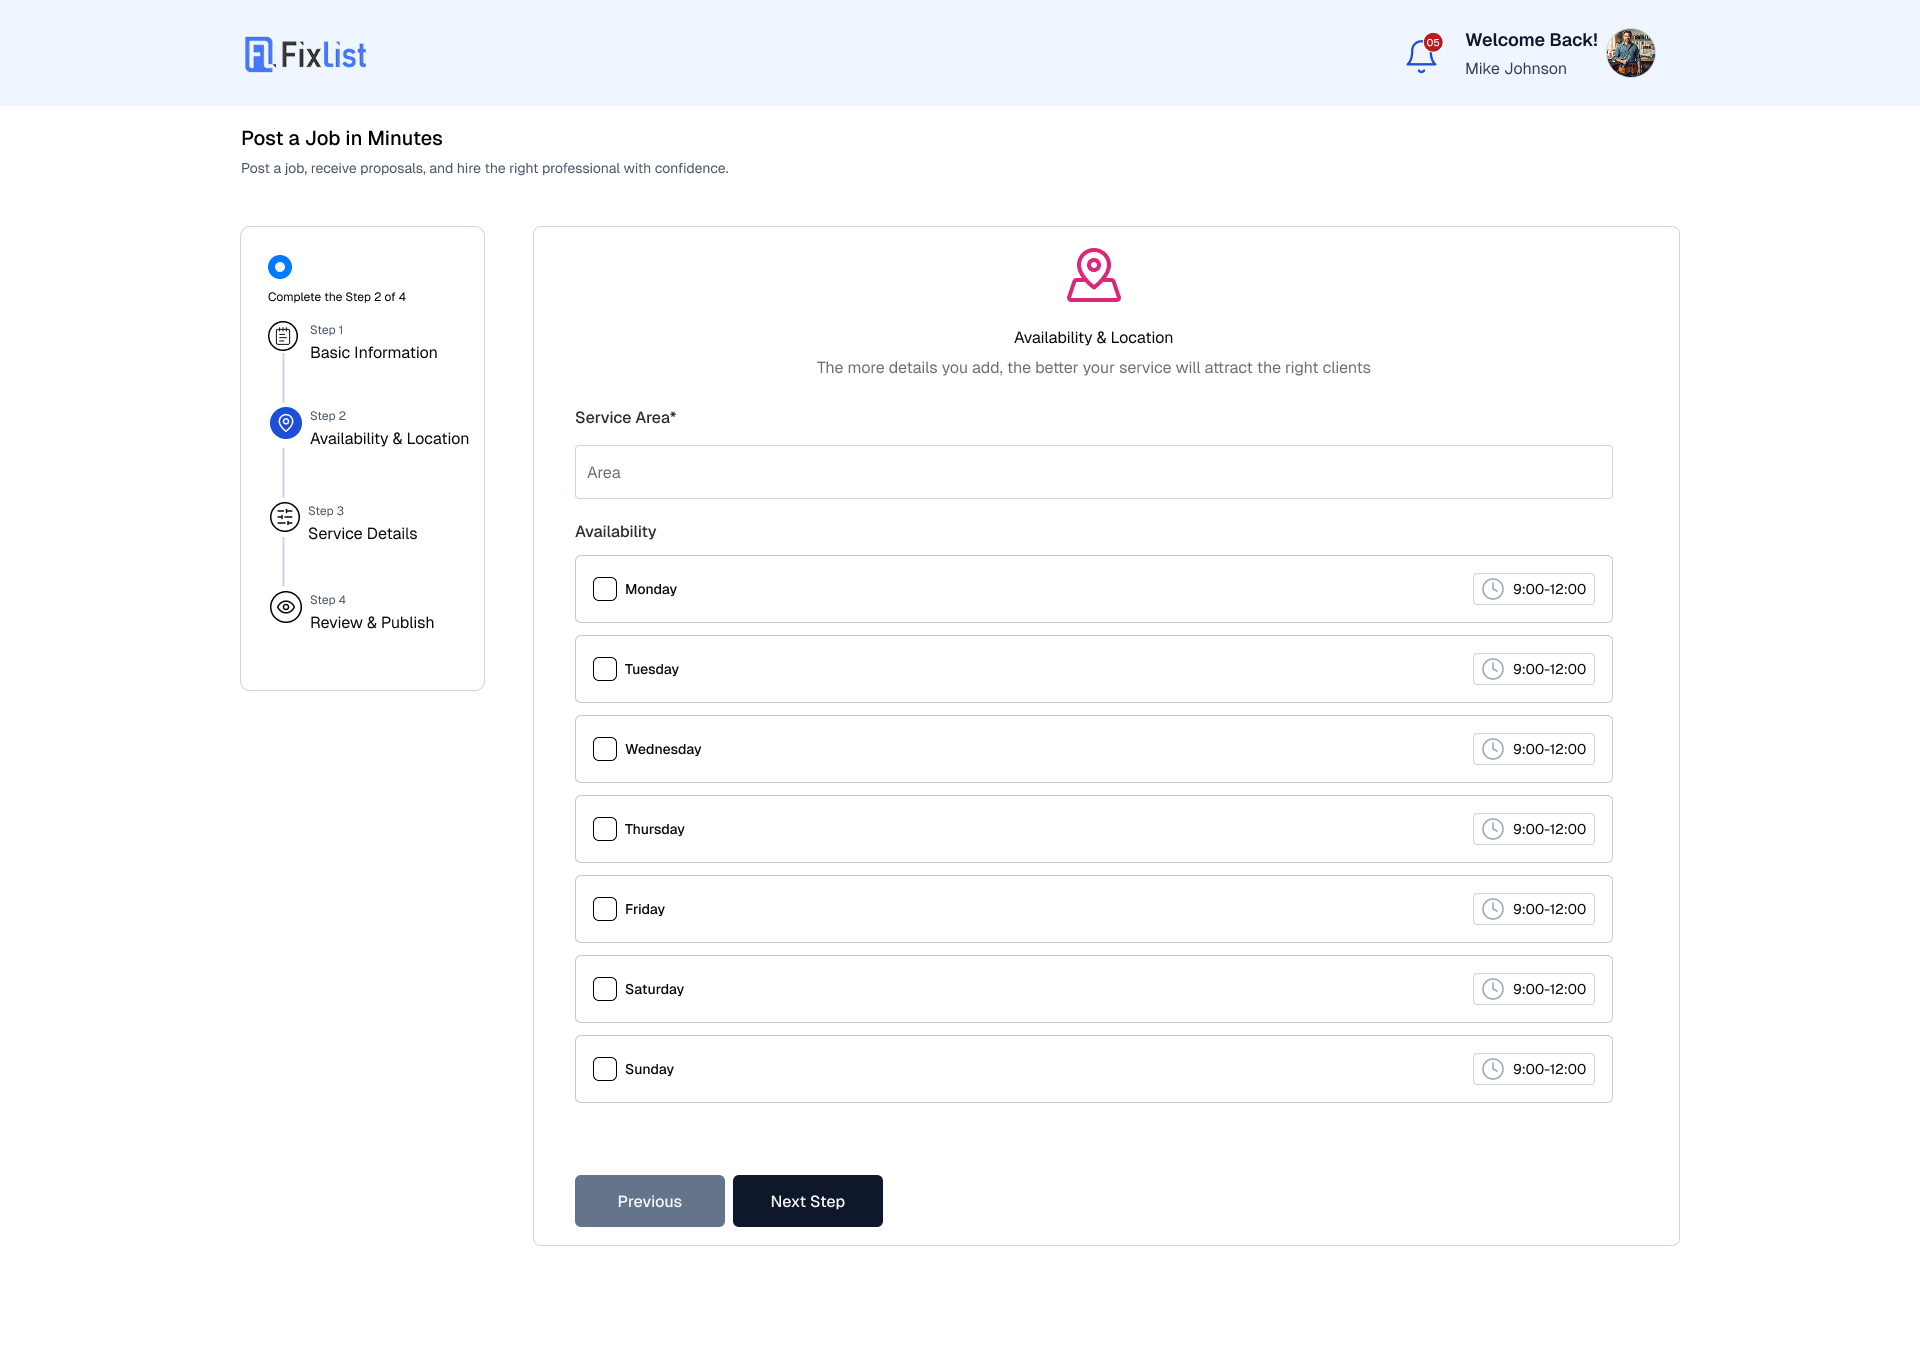 FixList
05
Welcome Back!
Mike Johnson
Post a Job in Minutes
Post a job, receive proposals, and hire the right professional with confidence.
Complete the Step 2 of 4
Step 1
Basic Information
Step 2
Availability & Location
Step 3
Service Details
Step 4
Review & Publish
Availability & Location
The more details you add, the better your service will attract the right clients
Service Area*
Area
Availability
Monday 9:00-12:00
Tuesday 9:00-12:00
Wednesday 9:00-12:00
Thursday 9:00-12:00
Friday 9:00-12:00
Saturday 9:00-12:00
Sunday 9:00-12:00
Previous Next Step